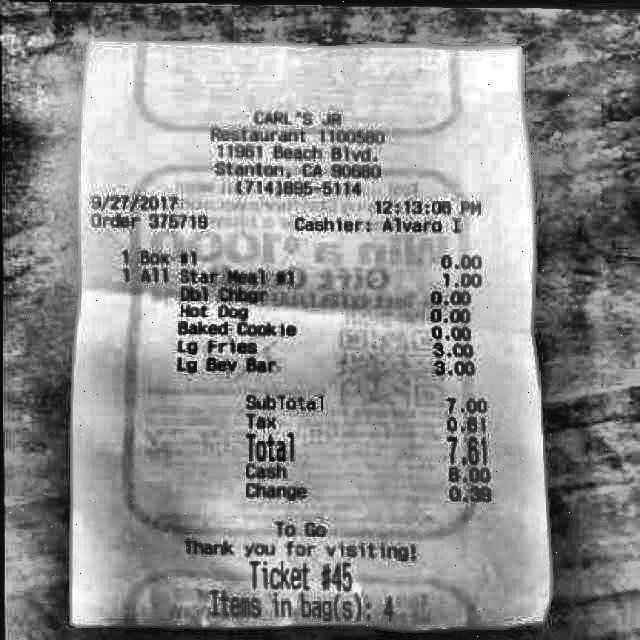 CARL'S JR
Restaurant 1100580
11961 Beach Blvd.
Stanton, CA 90680
(714)895-5114
9/27/2017 12:13:08 PM
Order 375719 Cashier: Alvaro I
1 Box #1 0.00
1 All Star Meal #1 1.00
Dbl Chbgr 0.00
Hot Dog 0.00
Baked Cookie 0.00
Lg Fries 3.00
Lg Bev Bar 3.00
SubTotal 7.00
Tax 0.61
Total 7.61
Cash 8.00
Change 0.39
To Go
Thank you for visiting!
Ticket #45
Items in bag(s): 4